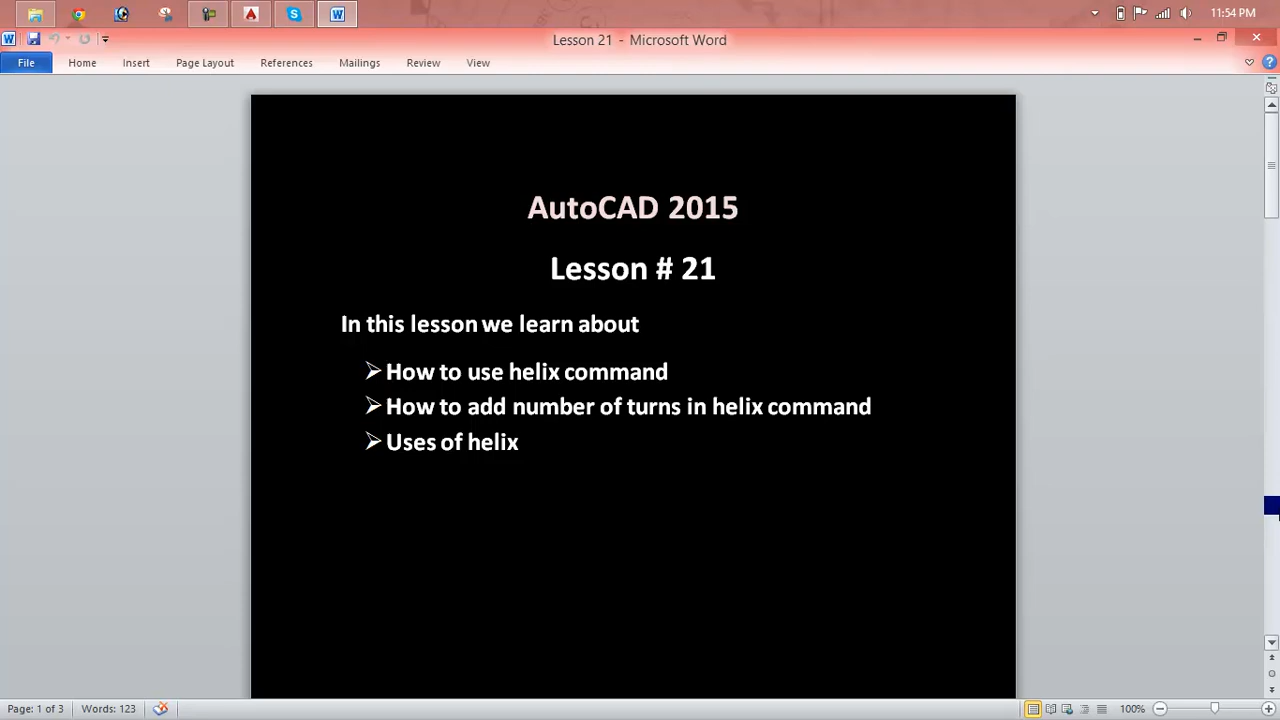 11:54 PM
Lesson 21 - Microsoft Word
File Home Insert Page Layout References Mailings Review View
AutoCAD 2015
Lesson # 21
In this lesson we learn about
➢ How to use helix command
➢ How to add number of turns in helix command
➢ Uses of helix
Page: 1 of 3 Words: 123 100%